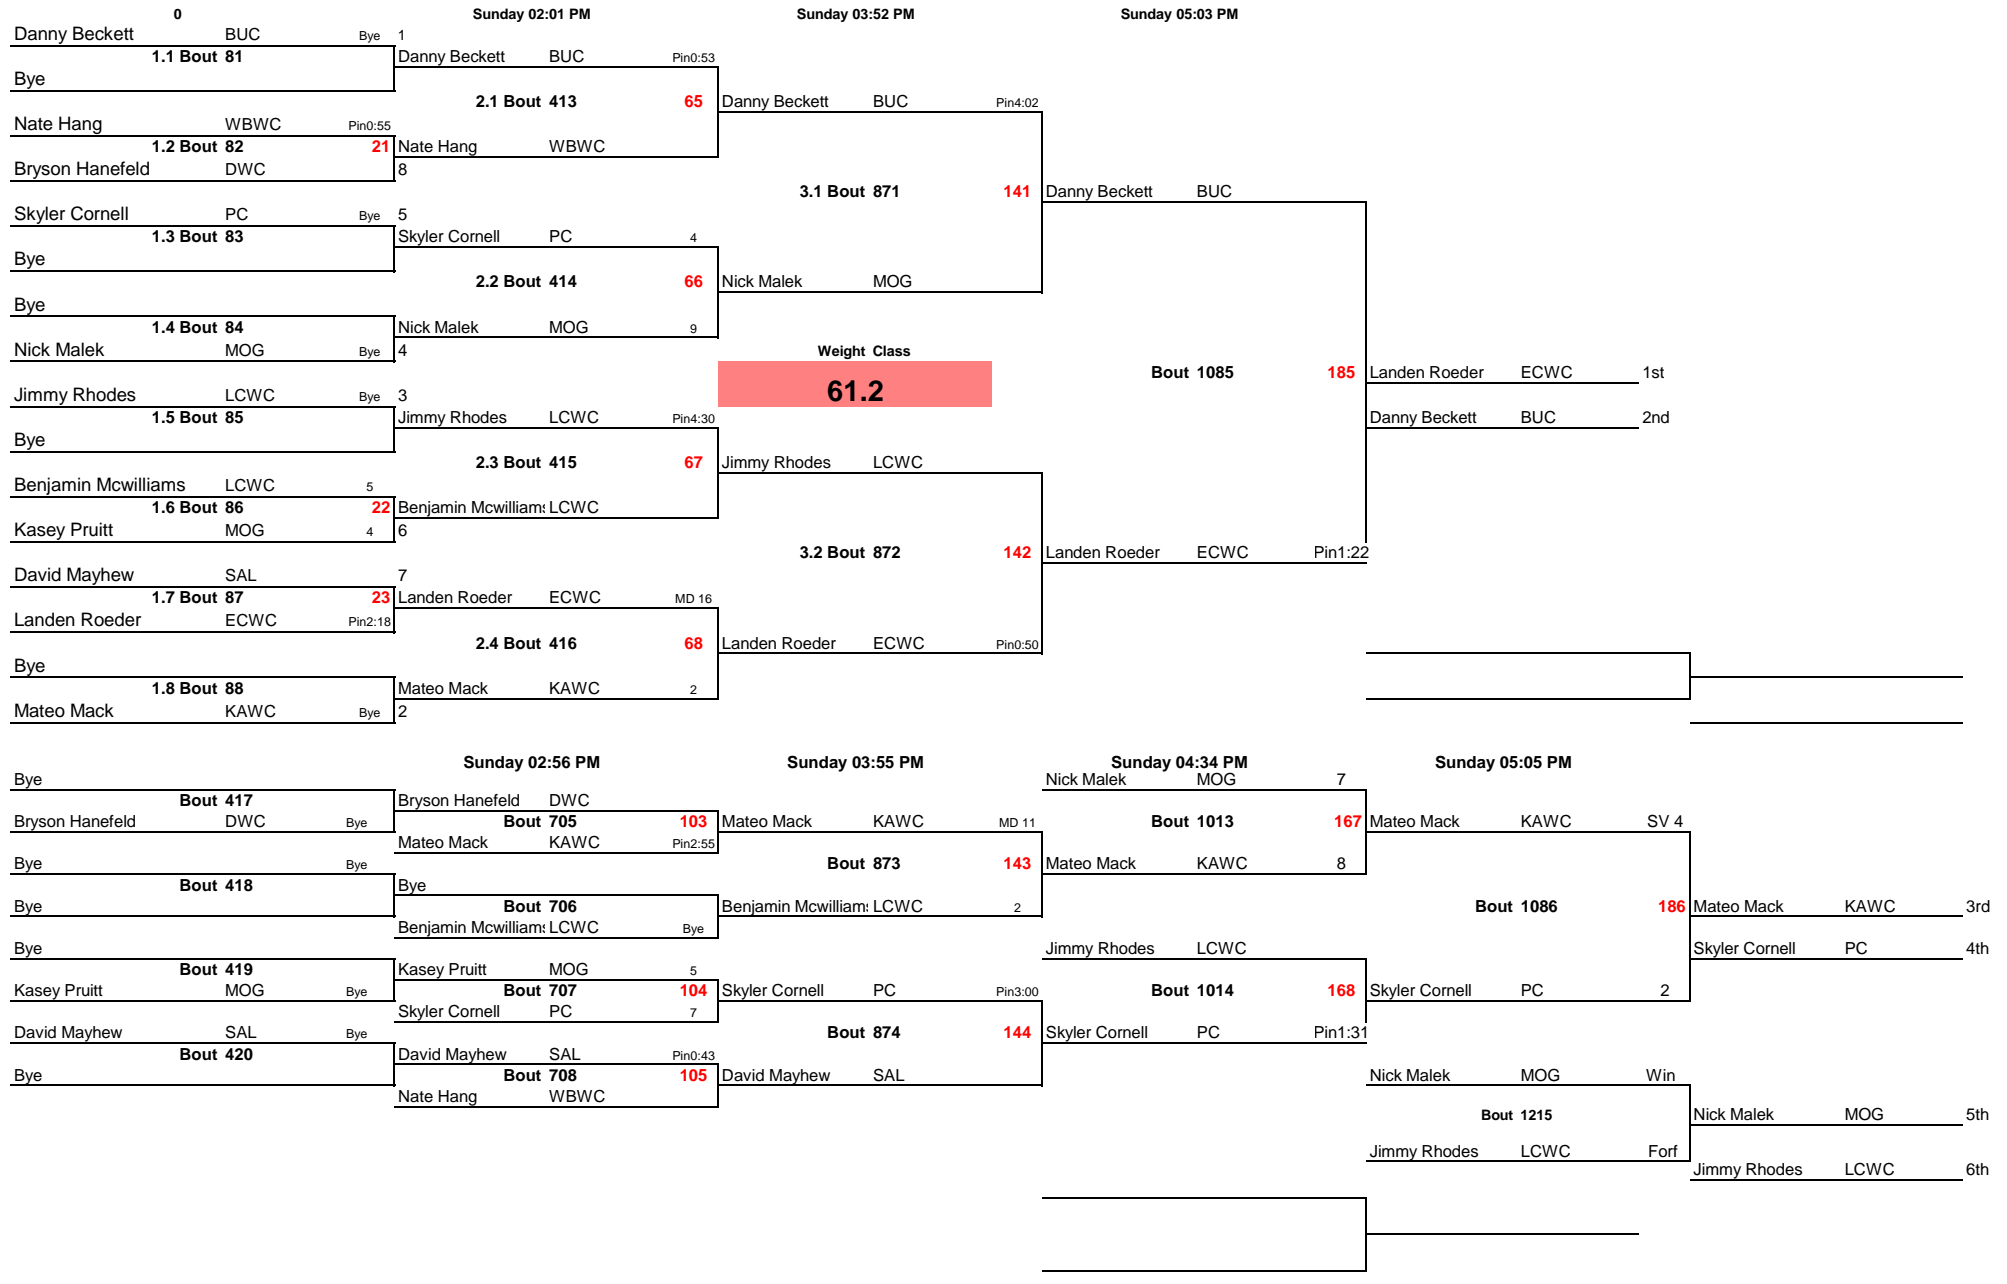 0 Sunday 02:01 PM Sunday 03:52 PM Sunday 05:03 PM
Danny Beckett BUC Bye 1
1.1 Bout 81 Danny Beckett BUC Pin0:53
Bye
2.1 Bout 413 65 Danny Beckett BUC Pin4:02
Nate Hang WBWC Pin0:55
1.2 Bout 82 21 Nate Hang WBWC
Bryson Hanefeld DWC 8
3.1 Bout 871 141 Danny Beckett BUC
Skyler Cornell PC Bye 5
1.3 Bout 83 Skyler Cornell PC 4
Bye
2.2 Bout 414 66 Nick Malek MOG
Bye
1.4 Bout 84 Nick Malek MOG 9
Nick Malek MOG Bye 4 Weight Class
Bout 1085 185 Landen Roeder ECWC 1st
61.2
Jimmy Rhodes LCWC Bye 3
1.5 Bout 85 Jimmy Rhodes LCWC Pin4:30 Danny Beckett BUC 2nd
Bye
2.3 Bout 415 67 Jimmy Rhodes LCWC
Benjamin Mcwilliams LCWC 5
1.6 Bout 86 22 Benjamin Mcwilliams LCWC
Kasey Pruitt MOG 4 6
3.2 Bout 872 142 Landen Roeder ECWC Pin1:22
David Mayhew SAL 7
1.7 Bout 87 23 Landen Roeder ECWC MD 16
Landen Roeder ECWC Pin2:18
2.4 Bout 416 68 Landen Roeder ECWC Pin0:50
Bye
1.8 Bout 88 Mateo Mack KAWC 2
Mateo Mack KAWC Bye 2
Sunday 02:56 PM Sunday 03:55 PM Sunday 04:34 PM Sunday 05:05 PM
Bye Nick Malek MOG 7
Bout 417 Bryson Hanefeld DWC
Bryson Hanefeld DWC Bye Bout 705 103 Mateo Mack KAWC MD 11 Bout 1013 167 Mateo Mack KAWC SV 4
Mateo Mack KAWC Pin2:55
Bye Bye Bout 873 143 Mateo Mack KAWC 8
Bout 418 Bye
Bye Bout 706 Benjamin Mcwilliams LCWC 2 Bout 1086 186 Mateo Mack KAWC 3rd
Benjamin Mcwilliams LCWC Bye
Bye Jimmy Rhodes LCWC Skyler Cornell PC 4th
Bout 419 Kasey Pruitt MOG 5
Kasey Pruitt MOG Bye Bout 707 104 Skyler Cornell PC Pin3:00 Bout 1014 168 Skyler Cornell PC 2
Skyler Cornell PC 7
David Mayhew SAL Bye Bout 874 144 Skyler Cornell PC Pin1:31
Bout 420 David Mayhew SAL Pin0:43
Bye Bout 708 105 David Mayhew SAL Nick Malek MOG Win
Nate Hang WBWC
Bout 1215 Nick Malek MOG 5th
Jimmy Rhodes LCWC Forf
Jimmy Rhodes LCWC 6th